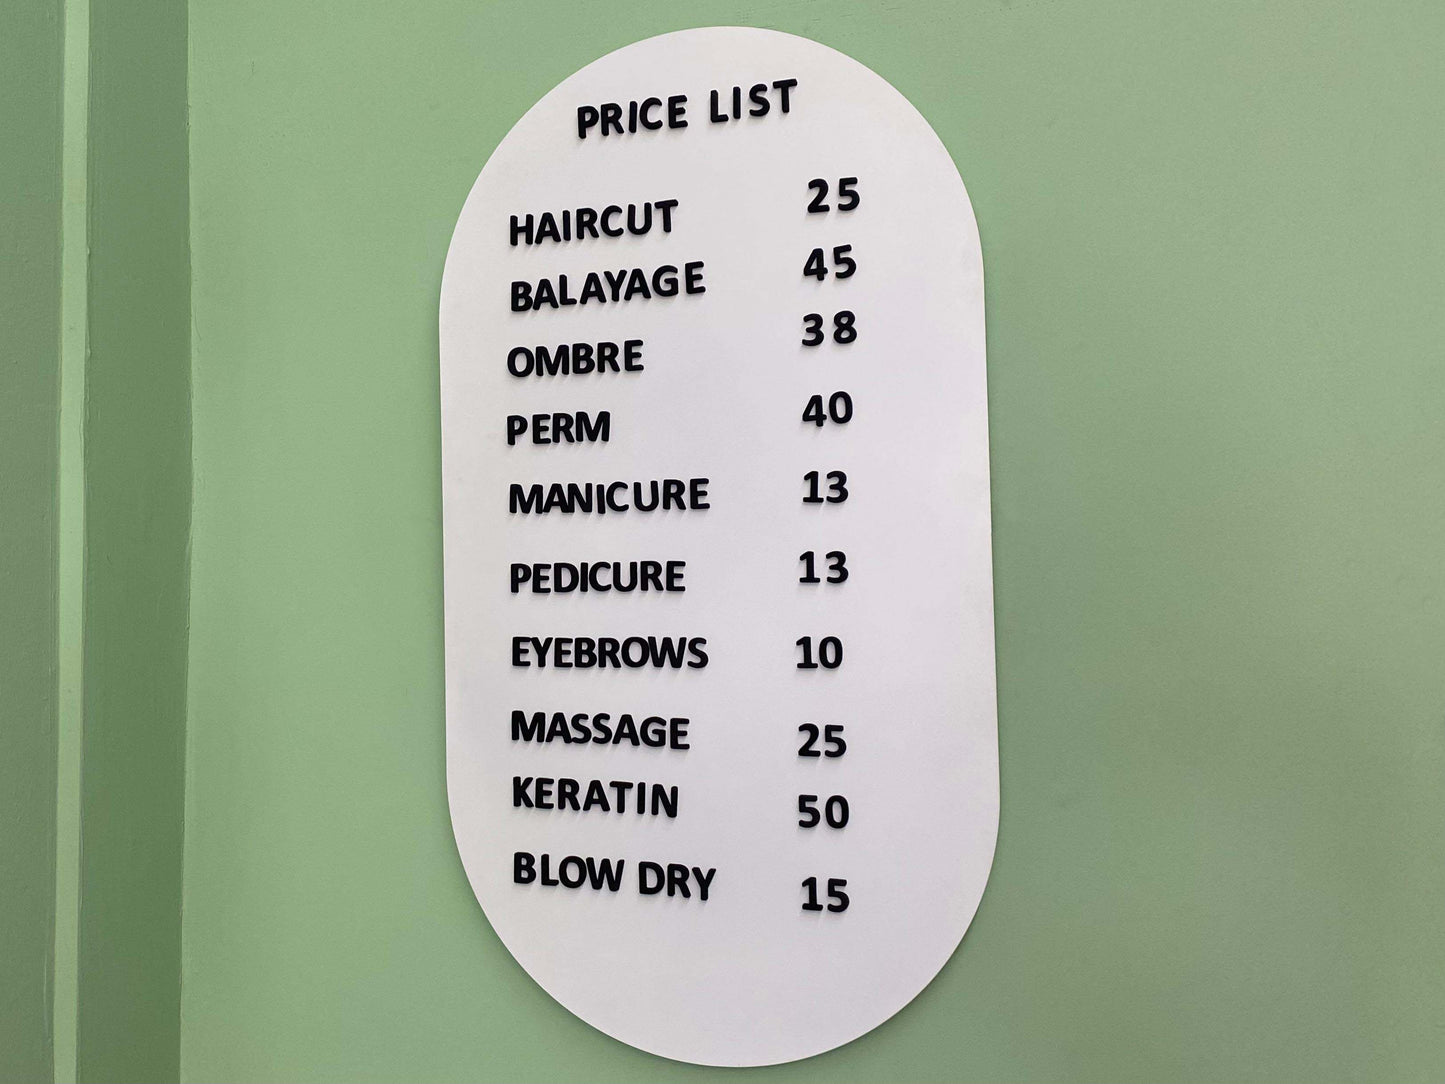 PRICE LIST
HAIRCUT 25
BALAYAGE 45
OMBRE 38
PERM 40
MANICURE 13
PEDICURE 13
EYEBROWS 10
MASSAGE 25
KERATIN 50
BLOW DRY 15